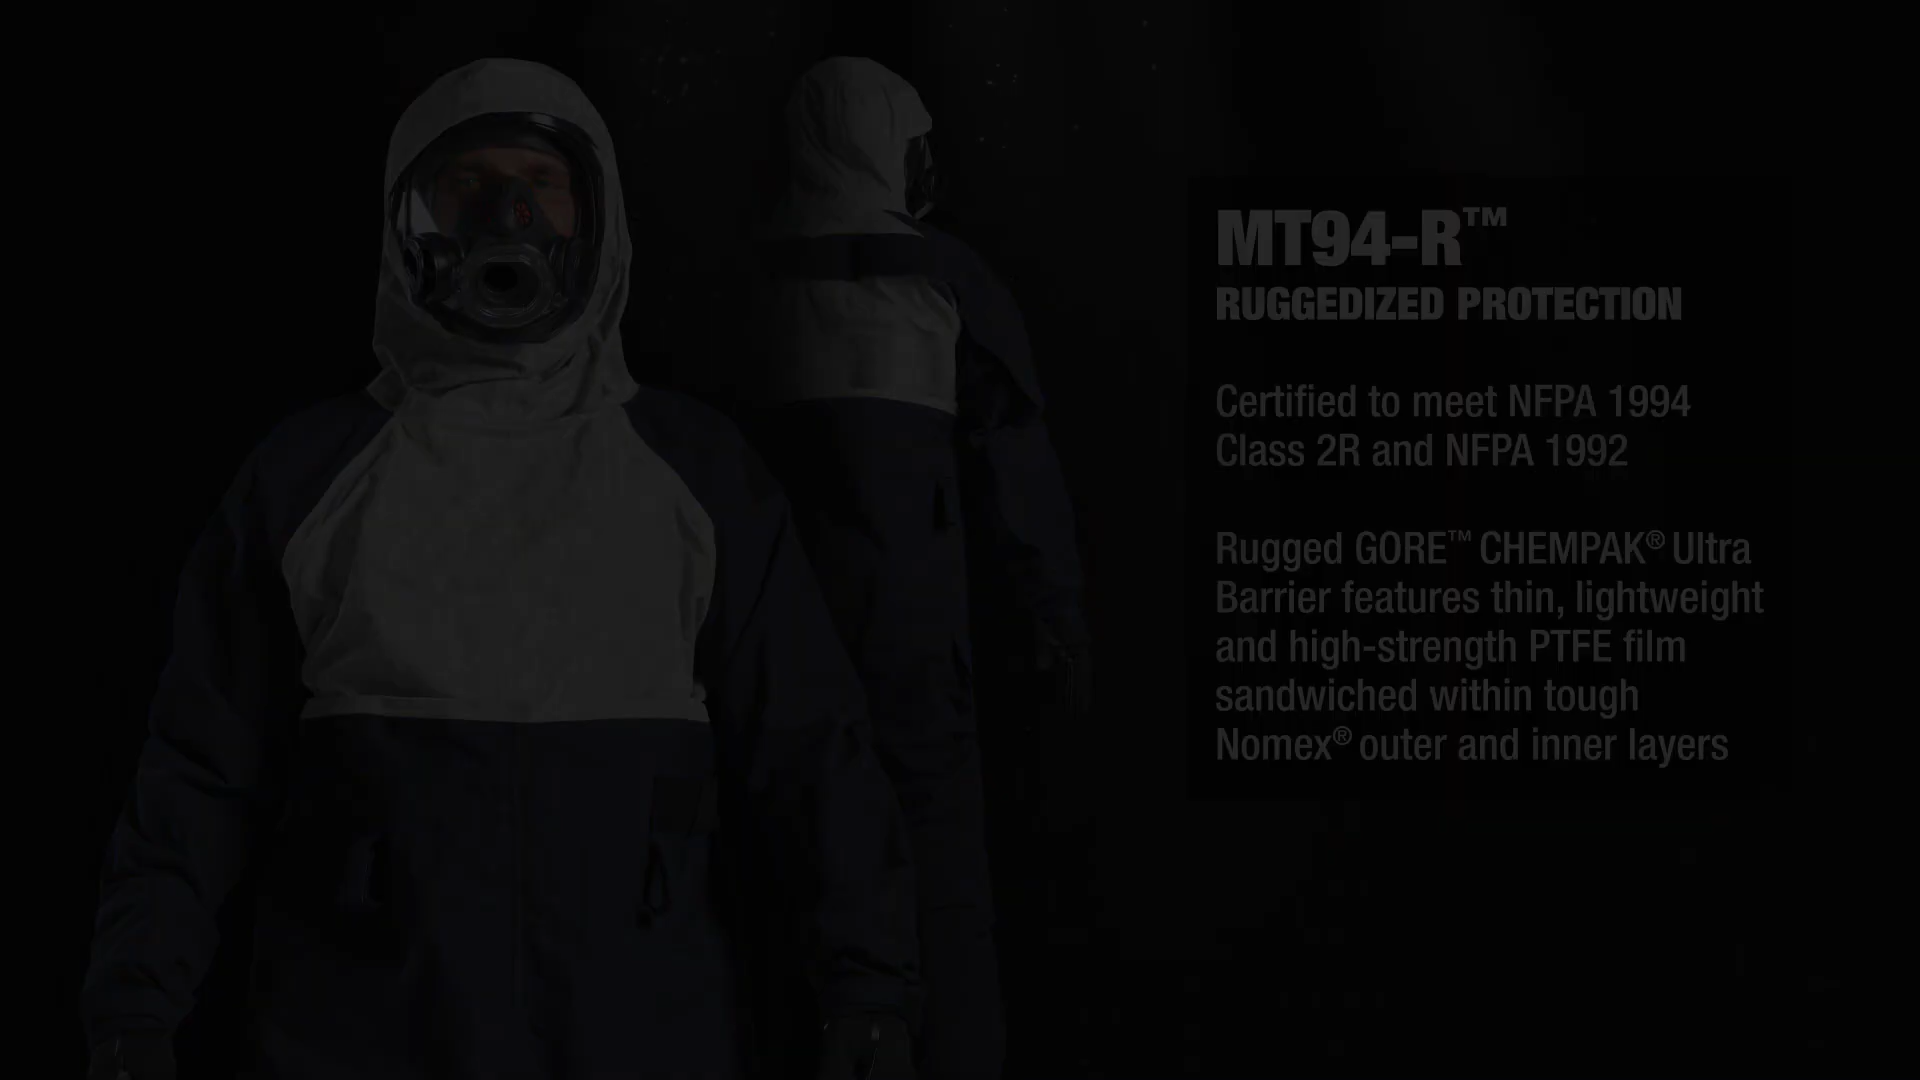 MT94-R™
RUGGEDIZED PROTECTION
Certified to meet NFPA 1994
Class 2R and NFPA 1992
Rugged GORE™ CHEMPAK® Ultra
Barrier features thin, lightweight
and high-strength PTFE film
sandwiched within tough
Nomex® outer and inner layers